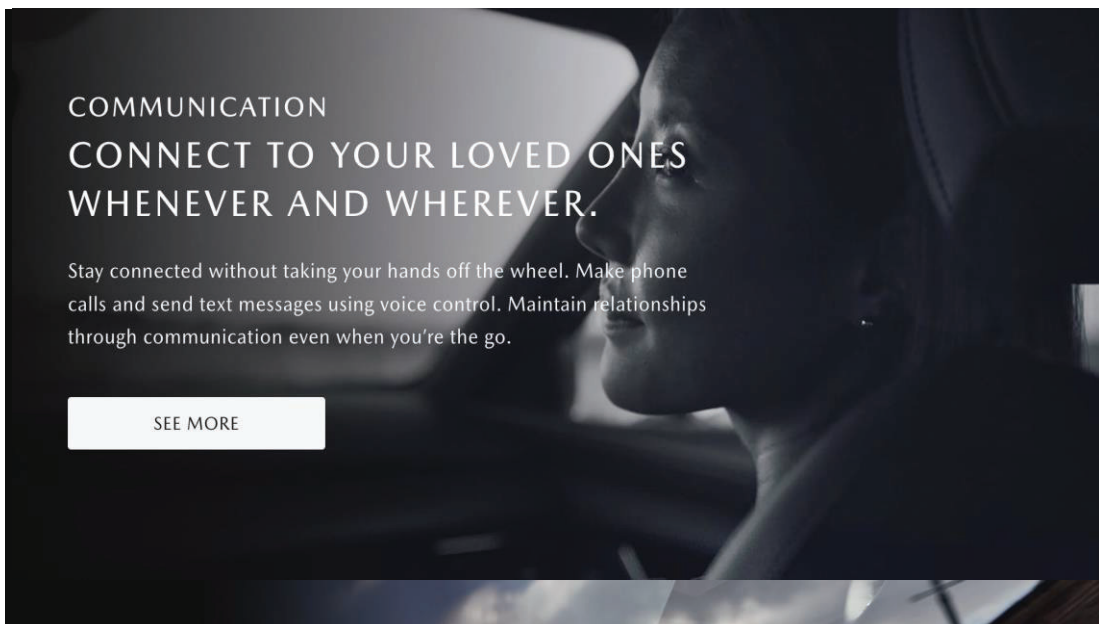 COMMUNICATION
CONNECT TO YOUR LOVED ONES
WHENEVER AND WHEREVER.
Stay connected without taking your hands off the wheel. Make phone
calls and send text messages using voice control. Maintain relationships
through communication even when you’re the go.
SEE MORE